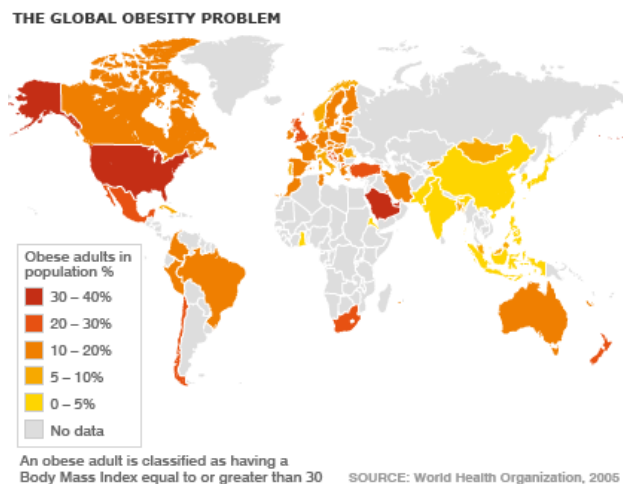 THE GLOBAL OBESITY PROBLEM
Obese adults in
population %
30 – 40%
20 – 30%
10 – 20%
5 – 10%
0 – 5%
No data
An obese adult is classified as having a
Body Mass Index equal to or greater than 30
SOURCE: World Health Organization, 2005